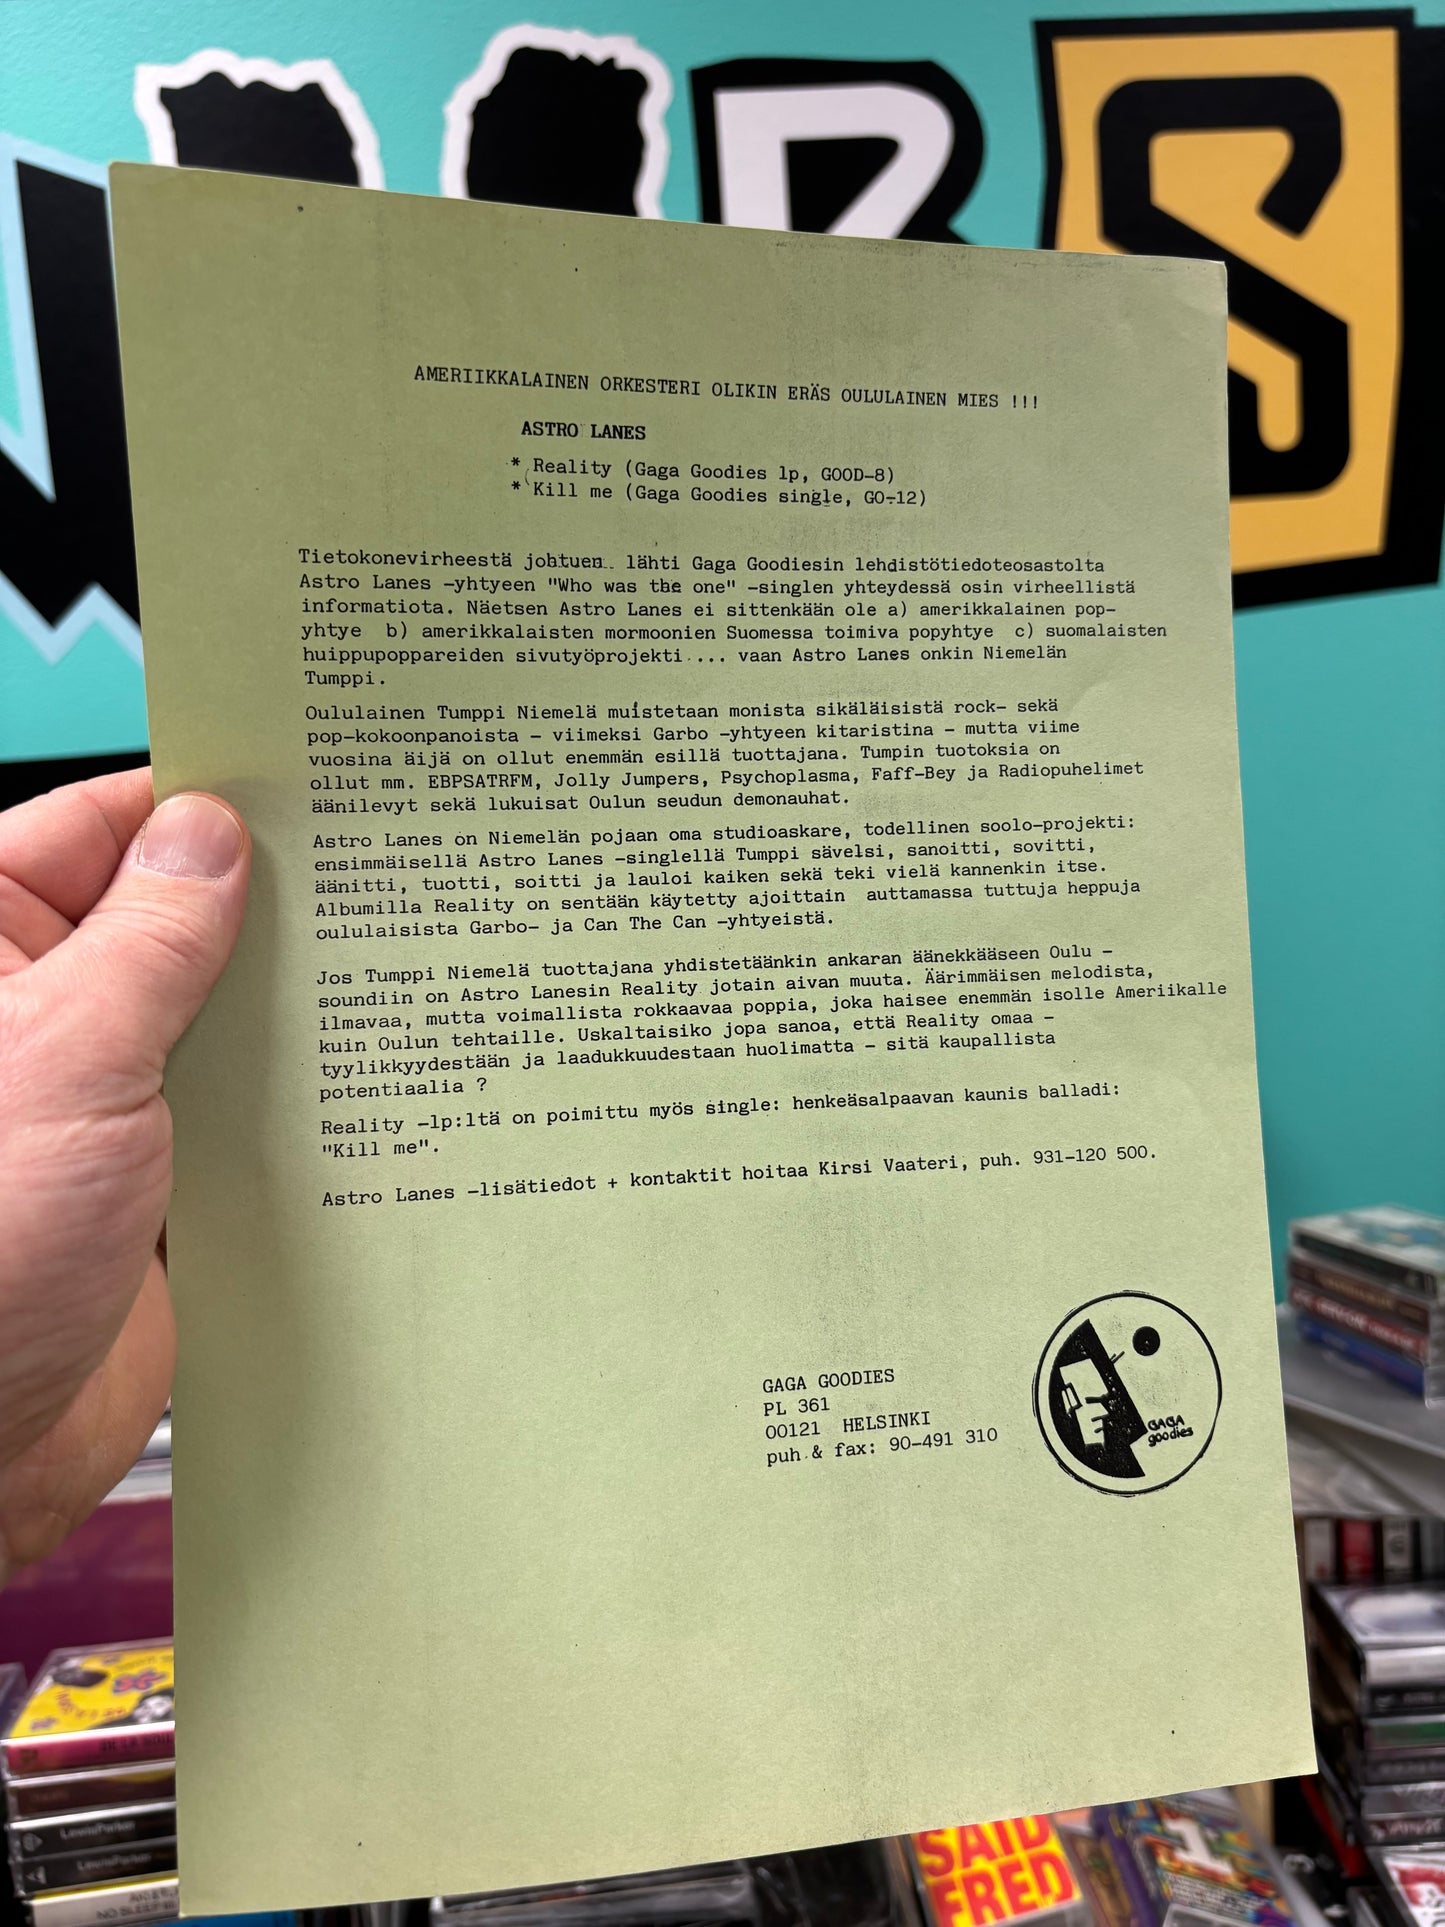 AMERIIKKALAINEN ORKESTERI OLIKIN ERÄS OULULAINEN MIES !!!
ASTRO LANES
* Reality (Gaga Goodies lp, GOOD-8)
* Kill me (Gaga Goodies single, GO-12)
Tietokonevirheestä johtuen.. lähti Gaga Goodiesin lehdistötiedoteosastolta
Astro Lanes -yhtyeen "Who was the one" -singlen yhteydessä osin virheellistä
informatiota. Näetsen Astro Lanes ei sittenkään ole a) amerikkalainen pop-
yhtye b) amerikkalaisten mormoonien Suomessa toimiva popyhtye c) suomalaisten
huippupoppareiden sivutyöprojekti.... vaan Astro Lanes onkin Niemelän
Tumppi.
Oululainen Tumppi Niemelä muistetaan monista sikäläisistä rock- sekä
pop-kokoonpanoista - viimeksi Garbo -yhtyeen kitaristina - mutta viime
vuosina äijä on ollut enemmän esillä tuottajana. Tumpin tuotoksia on
ollut mm. EBPSATRFM, Jolly Jumpers, Psychoplasma, Faff-Bey ja Radiopuhelimet
äänilevyt sekä lukuisat Oulun seudun demonauhat.
Astro Lanes on Niemelän pojaan oma studioaskare, todellinen soolo-projekti:
ensimmäisellä Astro Lanes -singlellä Tumppi sävelsi, sanoitti, sovitti,
äänitti, tuotti, soitti ja lauloi kaiken sekä teki vielä kannenkin itse.
Albumilla Reality on sentään käytetty ajoittain auttamassa tuttuja heppuja
oululaisista Garbo- ja Can The Can -yhtyeistä.
Jos Tumppi Niemelä tuottajana yhdistetäänkin ankaran äänekkääseen Oulu -
soundiin on Astro Lanesin Reality jotain aivan muuta. Äärimmäisen melodista,
ilmavaa, mutta voimallista rokkaavaa poppia, joka haisee enemmän isolle Ameriikalle
kuin Oulun tehtaille. Uskaltaisiko jopa sanoa, että Reality omaa -
tyylikkyydestään ja laadukkuudestaan huolimatta - sitä kaupallista
potentiaalia ?
Reality -lp:ltä on poimittu myös single: henkeäsalpaavan kaunis balladi:
"Kill me".
Astro Lanes -lisätiedot + kontaktit hoitaa Kirsi Vaateri, puh. 931-120 500.
GAGA GOODIES
PL 361
00121 HELSINKI
puh.& fax: 90-491 310
GAGA
goodies
LewisParker
LewisParker
SAID
FRED